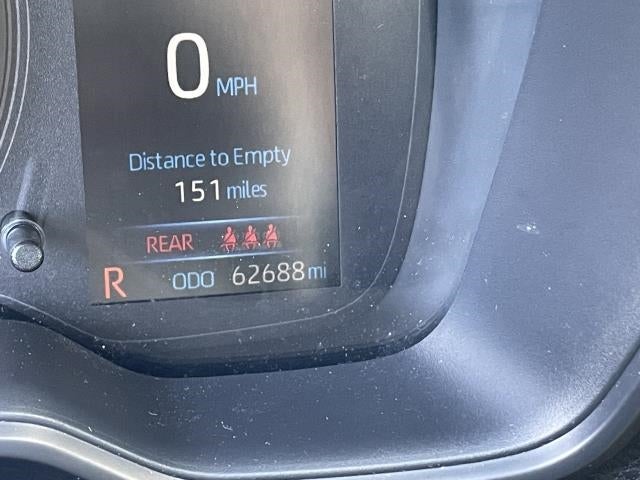 0 MPH
Distance to Empty
151 miles
REAR
R ODO 62688 mi